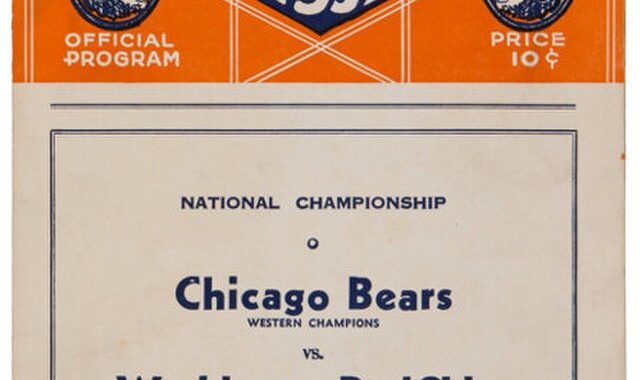 OFFICIAL
PROGRAM
PRICE
10¢
NATIONAL CHAMPIONSHIP
Chicago Bears
WESTERN CHAMPIONS
VS.